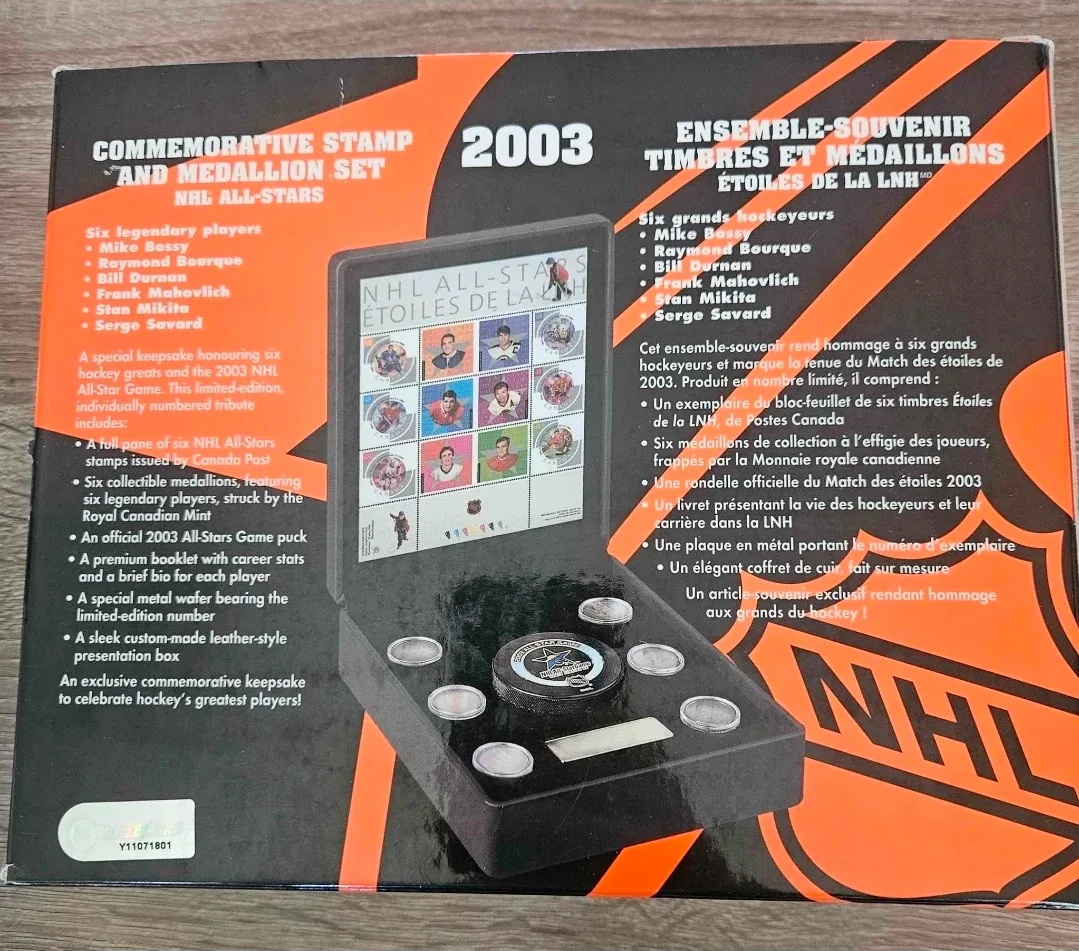 COMMEMORATIVE STAMP
AND MEDALLION SET
NHL ALL-STARS
Six legendary players
• Mike Bossy
• Raymond Bourque
• Bill Durnan
• Frank Mahovlich
• Stan Mikita
• Serge Savard
A special keepsake honouring six
hockey greats and the 2003 NHL
All-Star Game. This limited-edition,
individually numbered tribute
includes:
• A full pane of six NHL All-Stars
stamps issued by Canada Post
• Six collectible medallions, featuring
six legendary players, struck by the
Royal Canadian Mint
• An official 2003 All-Stars Game puck
• A premium booklet with career stats
and a brief bio for each player
• A special metal wafer bearing the
limited-edition number
• A sleek custom-made leather-style
presentation box
An exclusive commemorative keepsake
to celebrate hockey's greatest players!
Y11071801
2003
NHL ALL-STARS
ÉTOILES DE LA LNH
ENSEMBLE-SOUVENIR
TIMBRES ET MÉDAILLONS
ÉTOILES DE LA LNH MD
Six grands hockeyeurs
• Mike Bossy
• Raymond Bourque
• Bill Durnan
• Frank Mahovlich
• Stan Mikita
• Serge Savard
Cet ensemble-souvenir rend hommage à six grands
hockeyeurs et marque la tenue du Match des étoiles de
2003. Produit en nombre limité, il comprend :
• Un exemplaire du bloc-feuillet de six timbres Étoiles
de la LNH, de Postes Canada
• Six médaillons de collection à l'effigie des joueurs,
frappés par la Monnaie royale canadienne
• Une rondelle officielle du Match des étoiles 2003
• Un livret présentant la vie des hockeyeurs et leur
carrière dans la LNH
• Une plaque en métal portant le numéro d'exemplaire
• Un élégant coffret de cuir, fait sur mesure
Un article-souvenir exclusif rendant hommage
aux grands du hockey !
NHL